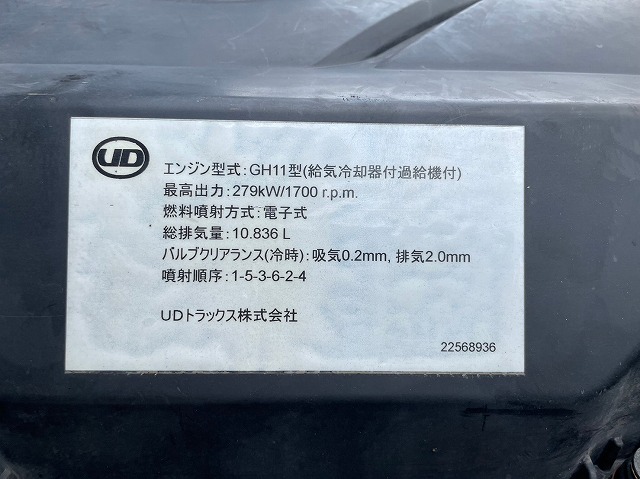 UD
エンジン型式:GH11型(給気冷却器付過給機付)
最高出力:279kW/1700 r.p.m.
燃料噴射方式:電子式
総排気量:10.836 L
バルブクリアランス(冷時):吸気0.2mm, 排気2.0mm
噴射順序:1-5-3-6-2-4
UDトラックス株式会社
22568936